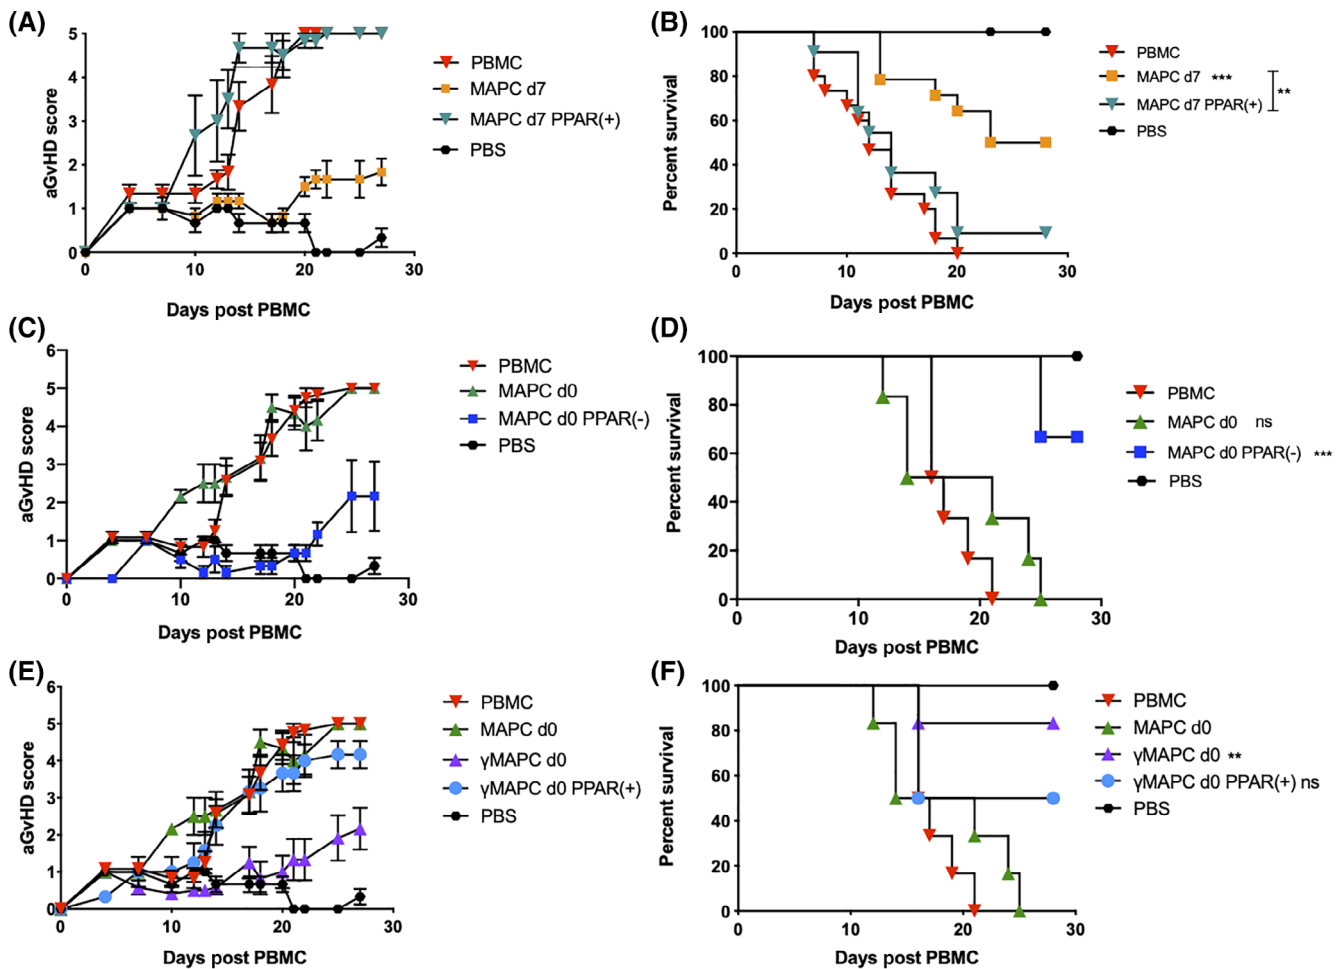 (A)
aGvHD score
5
4
3
2
1
0
0 10 20 30
Days post PBMC
PBMC
MAPC d7
MAPC d7 PPAR(+)
PBS
(B)
Percent survival
100
80
60
40
20
0
0 10 20 30
Days post PBMC
PBMC
MAPC d7 ***
MAPC d7 PPAR(+)
**
PBS
(C)
aGvHD score
6
5
4
3
2
1
0
0 10 20 30
Days post PBMC
PBMC
MAPC d0
MAPC d0 PPAR(-)
PBS
(D)
Percent survival
100
80
60
40
20
0
0 10 20 30
Days post PBMC
PBMC
MAPC d0 ns
MAPC d0 PPAR(-) ***
PBS
(E)
aGvHD score
6
5
4
3
2
1
0
0 10 20 30
Days post PBMC
PBMC
MAPC d0
γMAPC d0
γMAPC d0 PPAR(+)
PBS
(F)
Percent survival
100
80
60
40
20
0
0 10 20 30
Days post PBMC
PBMC
MAPC d0
γMAPC d0 **
γMAPC d0 PPAR(+) ns
PBS